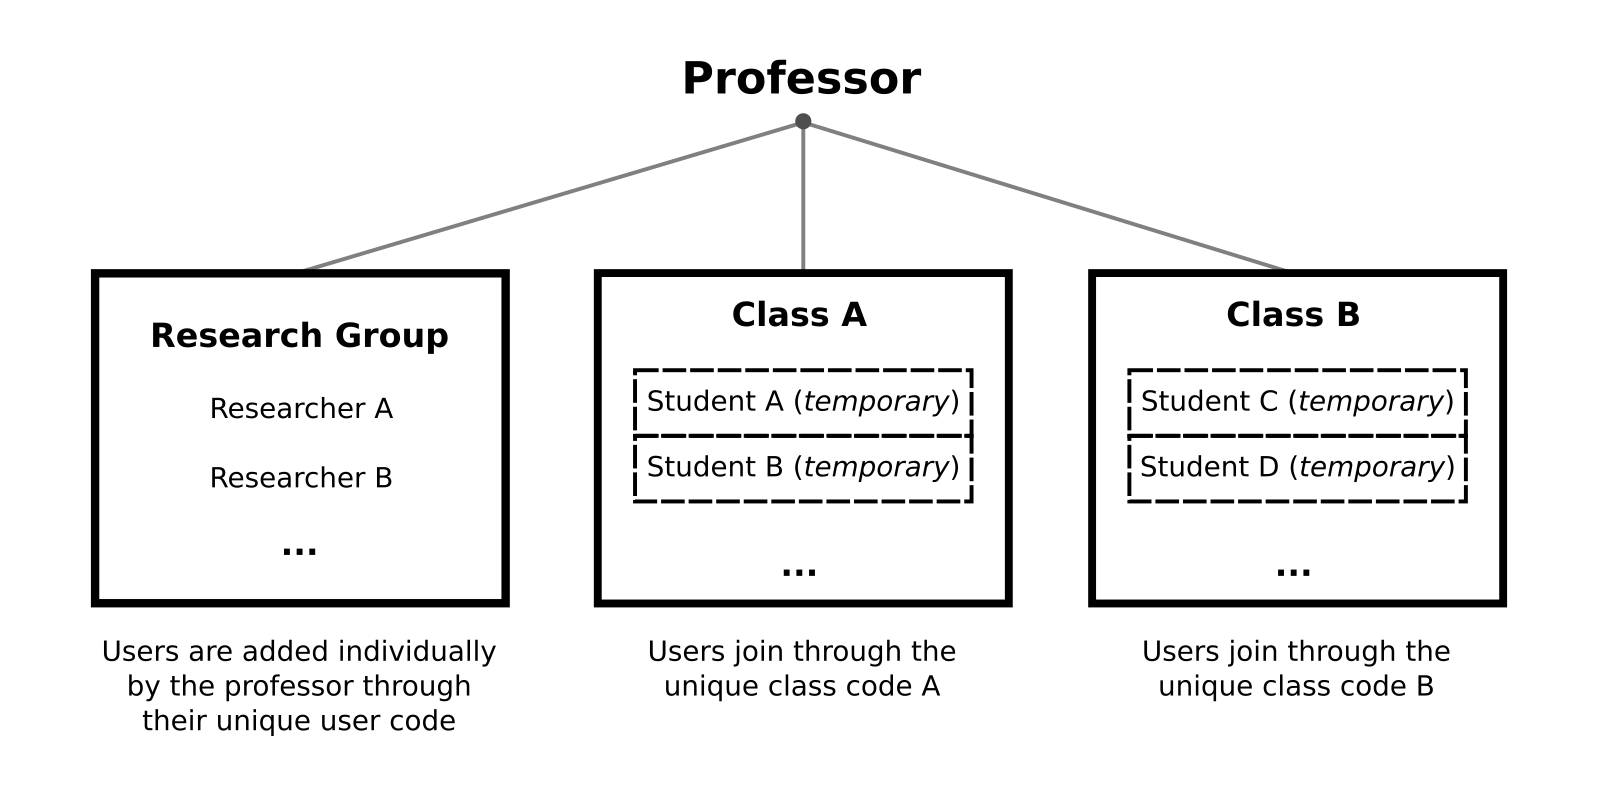 Professor
Research Group
Researcher A
Researcher B
...
Users are added individually
by the professor through
their unique user code
Class A
Student A (temporary)
Student B (temporary)
...
Users join through the
unique class code A
Class B
Student C (temporary)
Student D (temporary)
...
Users join through the
unique class code B